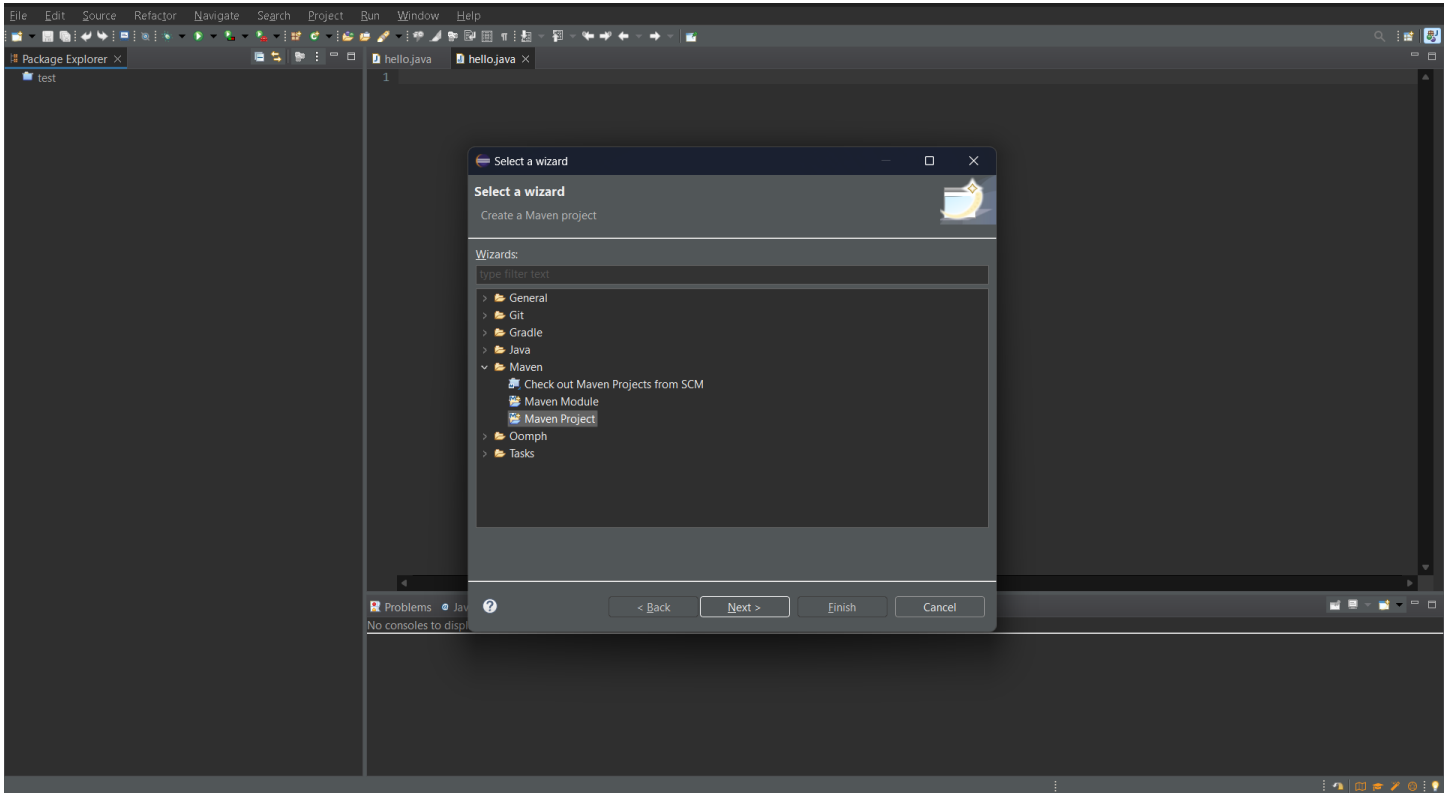 File Edit Source Refactor Navigate Search Project Run Window Help
Package Explorer
test
hello.java hello.java
1
Select a wizard
Select a wizard
Create a Maven project
Wizards:
type filter text
General
Git
Gradle
Java
Maven
Check out Maven Projects from SCM
Maven Module
Maven Project
Oomph
Tasks
< Back Next > Finish Cancel
Problems Jav
No consoles to displ